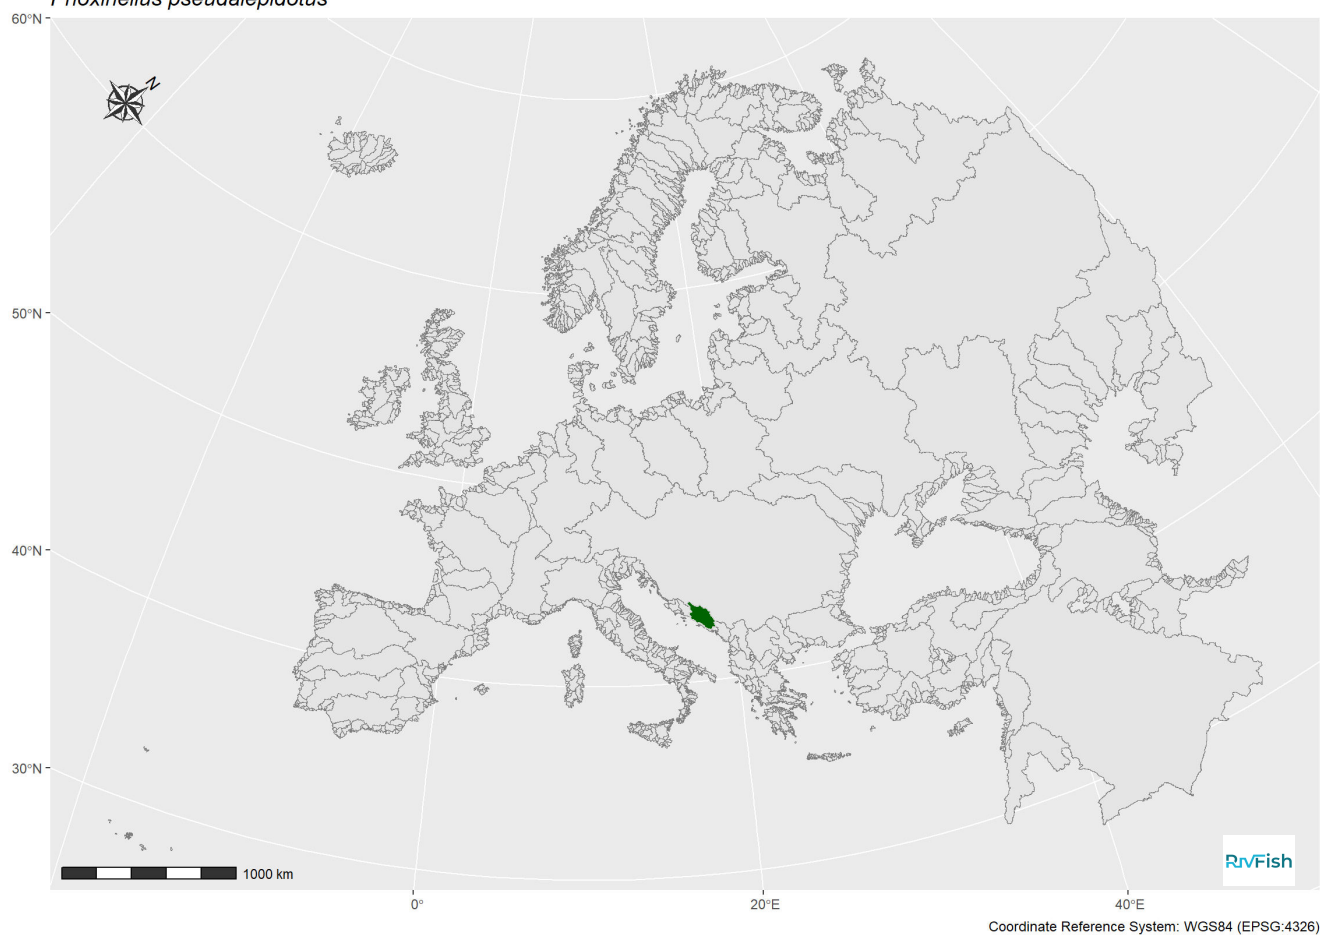 Phoxinellus pseudalepidotus
60°N
N
50°N
40°N
30°N
1000 km
RivFish
0°
20°E
40°E
Coordinate Reference System: WGS84 (EPSG:4326)